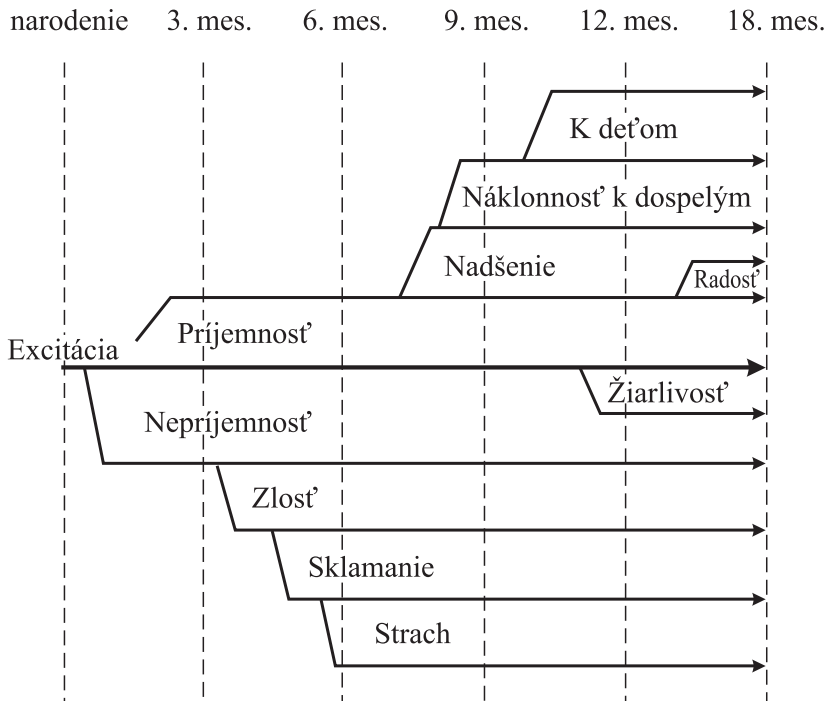 narodenie 3. mes. 6. mes. 9. mes. 12. mes. 18. mes.
K deťom
Náklonnosť k dospelým
Nadšenie
Radosť
Príjemnosť
Excitácia
Žiarlivosť
Nepríjemnosť
Zlosť
Sklamanie
Strach